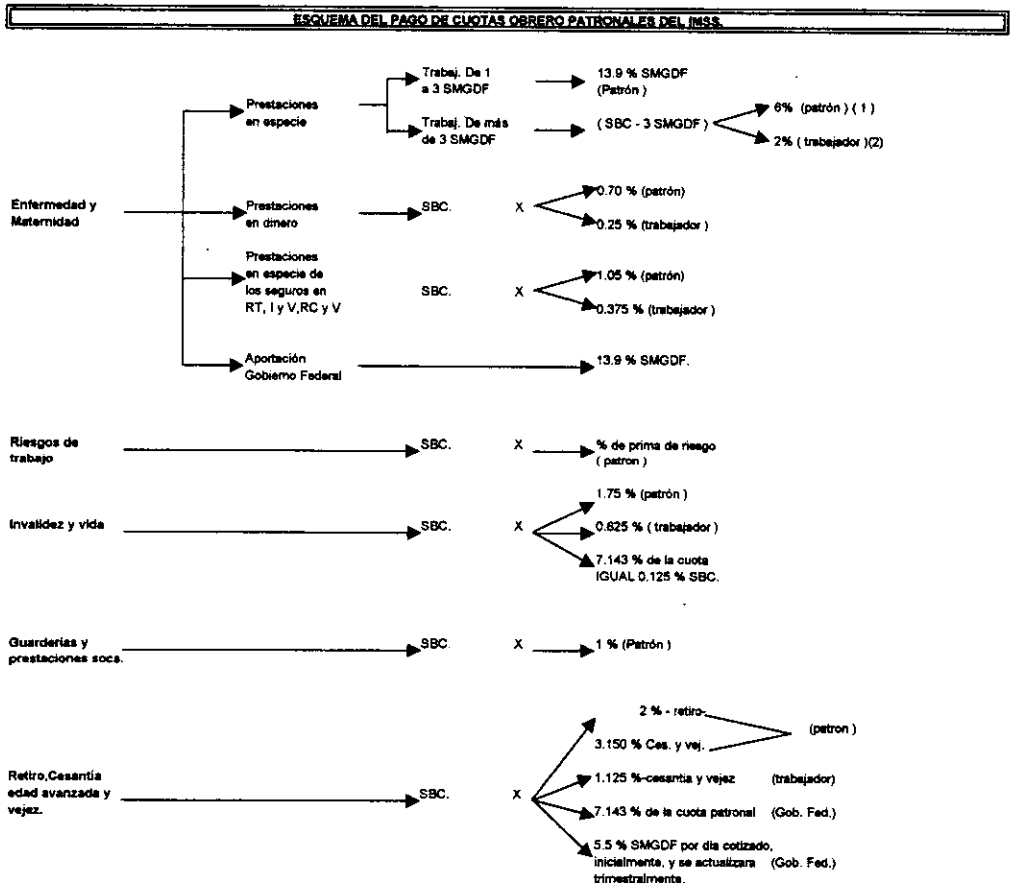 ESQUEMA DEL PAGO DE CUOTAS OBRERO PATRONALES DEL IMSS.
Enfermedad y
Maternidad
Prestaciones
en especie
Trabaj. De 1
a 3 SMGDF
13.9 % SMGDF
(Patrón )
Trabaj. De más
de 3 SMGDF
( SBC - 3 SMGDF )
6% (patrón ) ( 1 )
2% ( trabajador )(2)
Prestaciones
en dinero
SBC.
X
0.70 % (patrón)
0.25 % (trabajador )
Prestaciones
en especie de
los seguros en
RT, I y V,RC y V
SBC.
X
1.05 % (patrón)
0.375 % (trabajador )
Aportación
Gobierno Federal
13.9 % SMGDF.
Riesgos de
trabajo
SBC.
X
% de prima de riesgo
( patron )
Invalidez y vida
SBC.
X
1.75 % (patrón )
0.625 % ( trabajador )
7.143 % de la cuota
IGUAL 0.125 % SBC.
Guarderías y
prestaciones socs.
SBC.
X
1 % (Patrón )
Retiro,Cesantía
edad avanzada y
vejez.
SBC.
X
2 % - retiro-
3.150 % Ces. y vej.
(patron )
1.125 %-cesantia y vejez (trabajador)
7.143 % de la cuota patronal (Gob. Fed.)
5.5 % SMGDF por dia cotizado,
inicialmente, y se actualizara (Gob. Fed.)
trimestralmente.